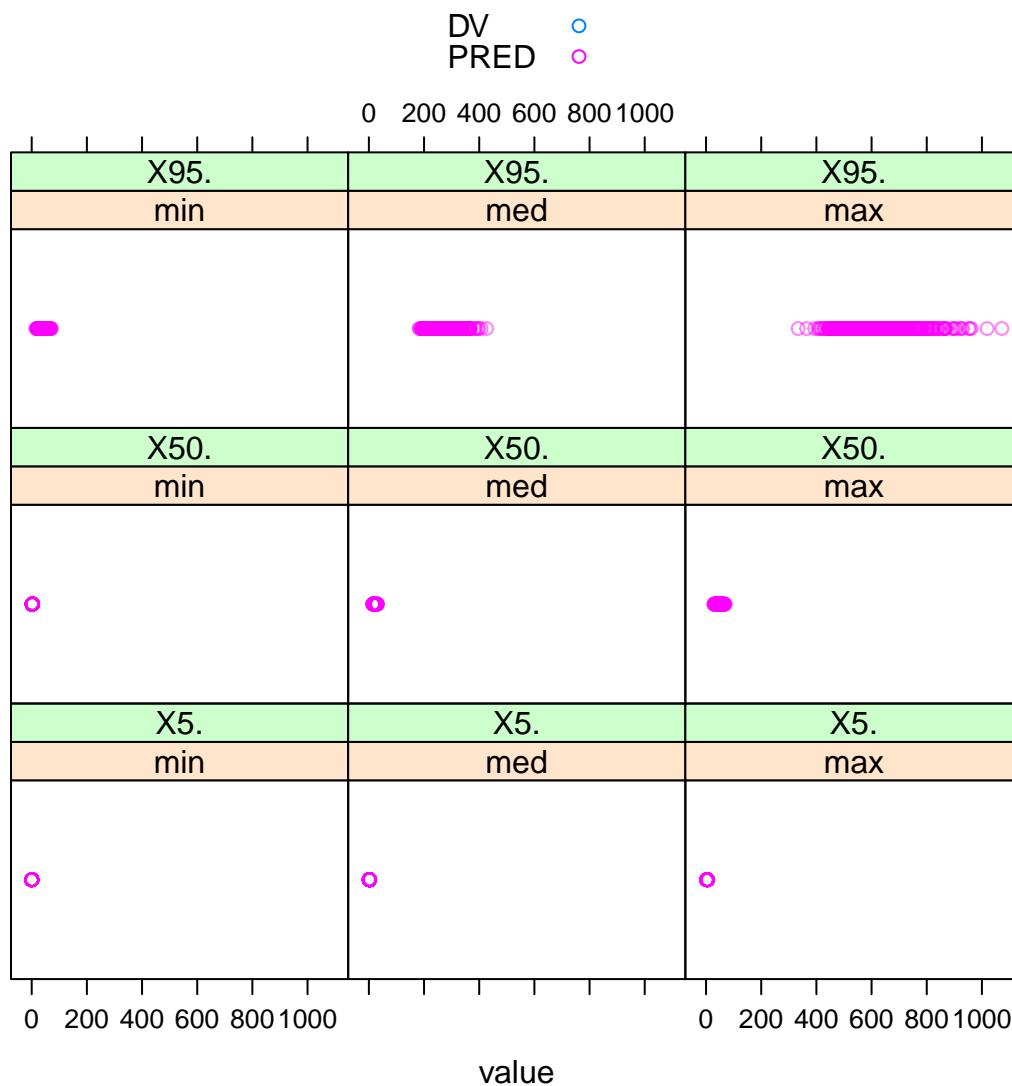 DV
PRED
0 200 400 600 800 1000
X95. X95. X95.
min med max
X50. X50. X50.
min med max
X5. X5. X5.
min med max
0 200 400 600 800 1000 0 200 400 600 800 1000
value